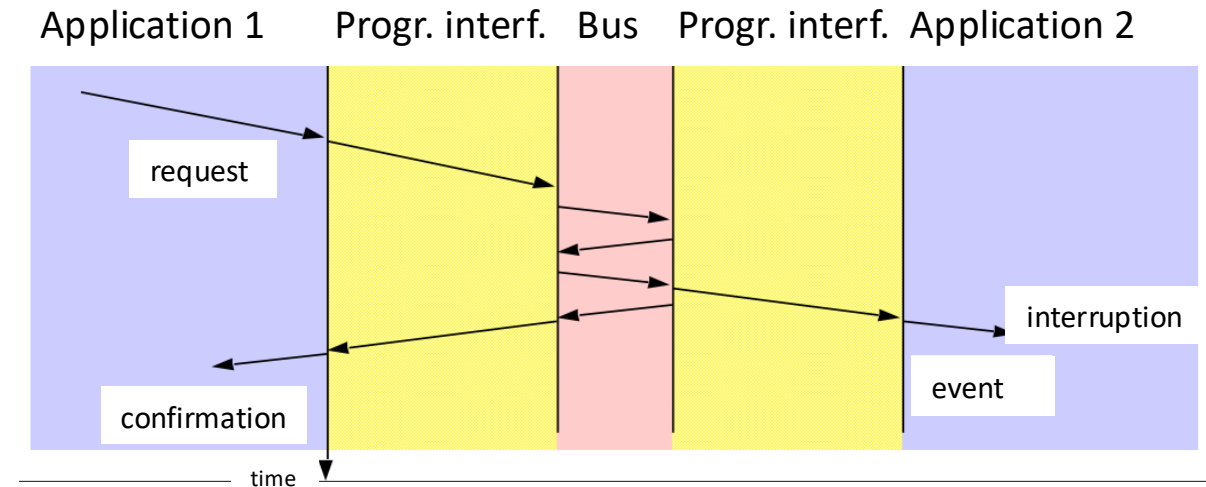 Application 1
Progr. interf.
Bus
Progr. interf.
Application 2
request
interruption
event
confirmation
time